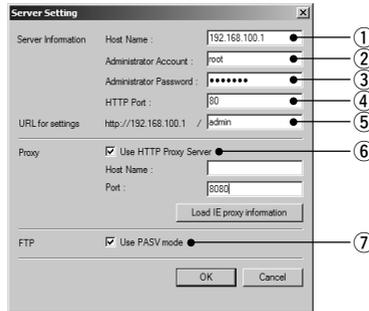 Server Setting
Server Information Host Name : 192.168.100.1 1
Administrator Account : root 2
Administrator Password : ••••••• 3
HTTP Port : 80 4
URL for settings http://192.168.100.1 / admin 5
Proxy Use HTTP Proxy Server 6
Host Name :
Port : 8080
Load IE proxy information
FTP Use PASV mode 7
OK Cancel